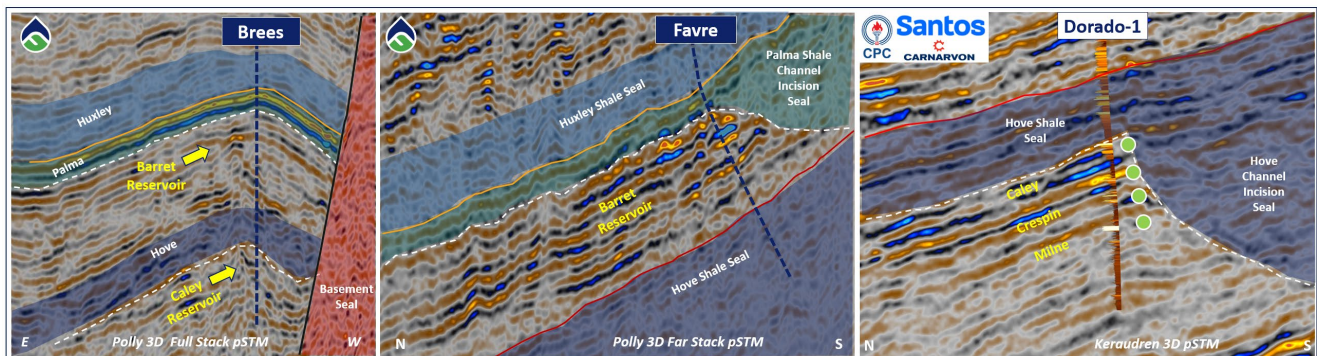 Brees
Huxley
Palma
Barret
Reservoir
Hove
Caley
Reservoir
Basement
Seal
E
Polly 3D Full Stack pSTM
W
Favre
Palma Shale
Channel
Incision
Seal
Huxley Shale Seal
Barret
Reservoir
Hove Shale Seal
N
Polly 3D Far Stack pSTM
S
CPC
Santos
CARNARVON
Dorado-1
Hove Shale
Seal
Hove
Channel
Incision
Seal
Caley
Crespin
Milne
N
Keraudren 3D pSTM
S